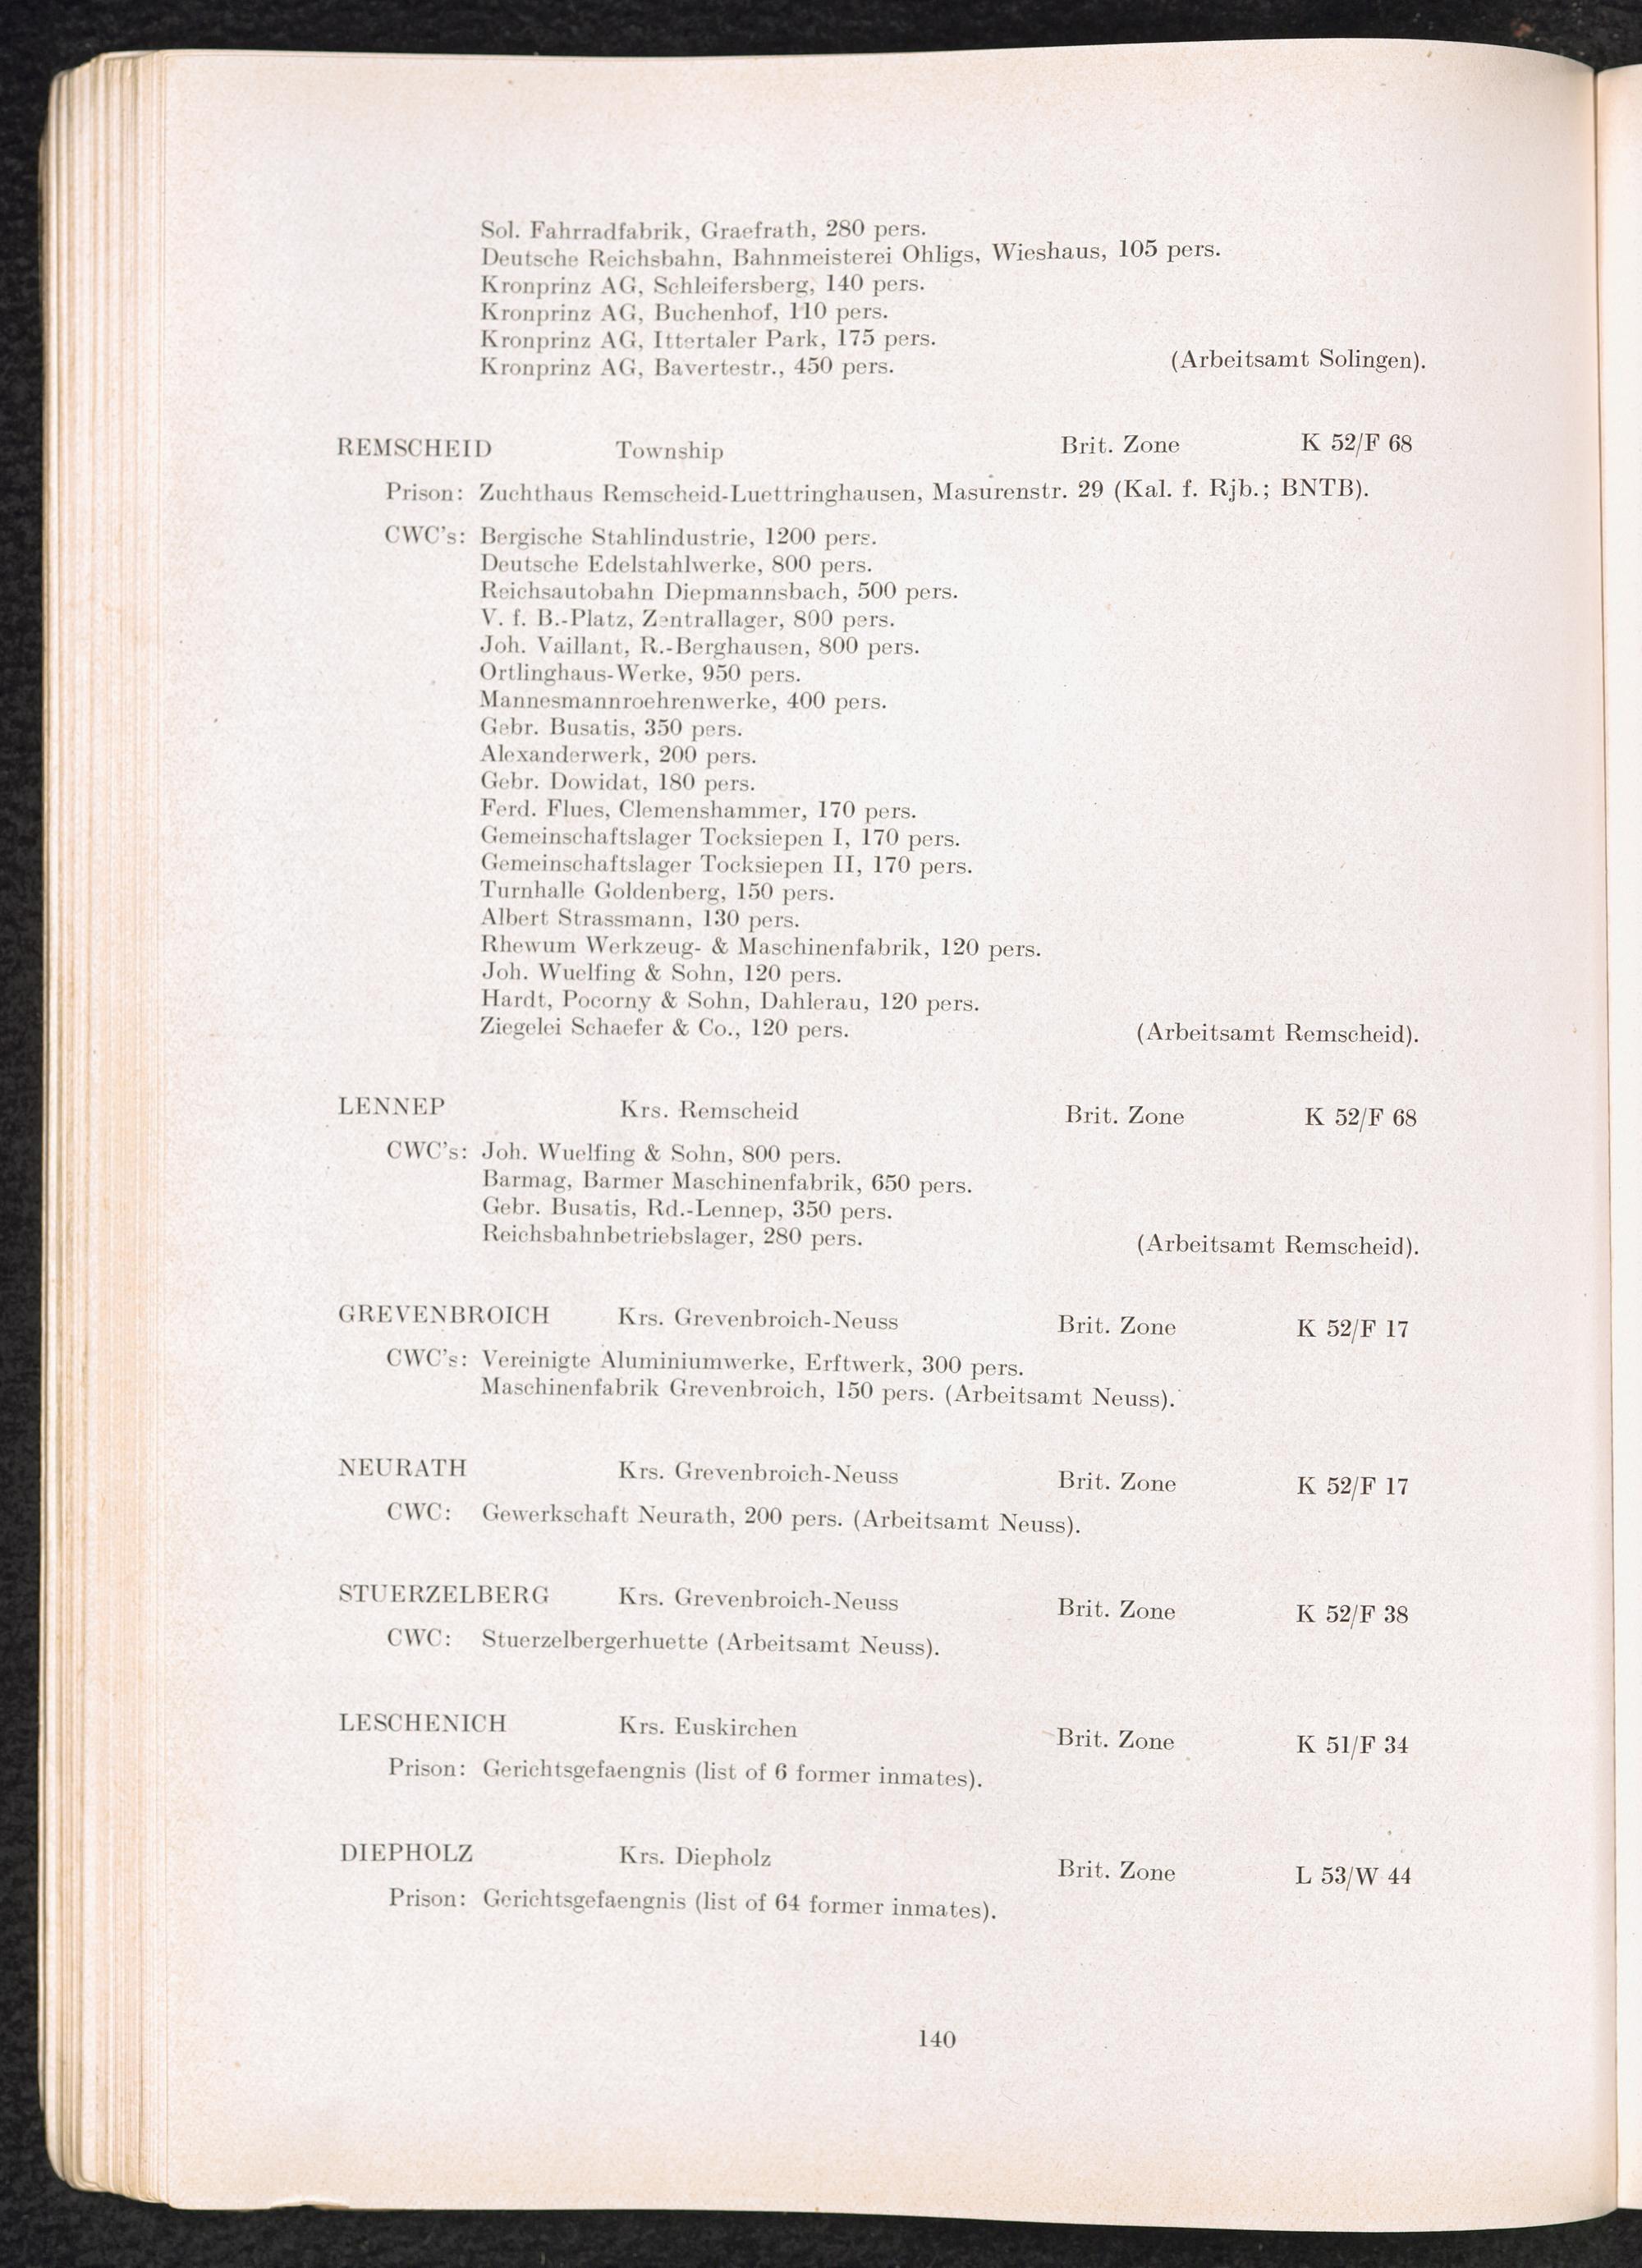 Sol. Fahrradfabrik, Graefrath, 280 pers.
Deutsche Reichsbahn, Bahnmeisterei Ohligs, Wieshaus, 105 pers.
Kronprinz AG, Schleifersberg, 140 pers.
Kronprinz AG, Buchenhof, 110 pers.
Kronprinz AG, Ittertaler Park, 175 pers.
Kronprinz AG, Bavertestr., 450 pers. (Arbeitsamt Solingen).
REMSCHEID Township Brit. Zone K 52/F 68
Prison: Zuchthaus Remscheid-Luettringhausen, Masurenstr. 29 (Kal. f. Rjb.; BNTB).
CWC's: Bergische Stahlindustrie, 1200 pers.
Deutsche Edelstahlwerke, 800 pers.
Reichsautobahn Diepmannsbach, 500 pers.
V. f. B.-Platz, Zentrallager, 800 pers.
Joh. Vaillant, R.-Berghausen, 800 pers.
Ortlinghaus-Werke, 950 pers.
Mannesmannroehrenwerke, 400 pers.
Gebr. Busatis, 350 pers.
Alexanderwerk, 200 pers.
Gebr. Dowidat, 180 pers.
Ferd. Flues, Clemenshammer, 170 pers.
Gemeinschaftslager Tocksiepen I, 170 pers.
Gemeinschaftslager Tocksiepen II, 170 pers.
Turnhalle Goldenberg, 150 pers.
Albert Strassmann, 130 pers.
Rhewum Werkzeug- & Maschinenfabrik, 120 pers.
Joh. Wuelfing & Sohn, 120 pers.
Hardt, Pocorny & Sohn, Dahlerau, 120 pers.
Ziegelei Schaefer & Co., 120 pers. (Arbeitsamt Remscheid).
LENNEP Krs. Remscheid Brit. Zone K 52/F 68
CWC's: Joh. Wuelfing & Sohn, 800 pers.
Barmag, Barmer Maschinenfabrik, 650 pers.
Gebr. Busatis, Rd.-Lennep, 350 pers.
Reichsbahnbetriebslager, 280 pers. (Arbeitsamt Remscheid).
GREVENBROICH Krs. Grevenbroich-Neuss Brit. Zone K 52/F 17
CWC's: Vereinigte Aluminiumwerke, Erftwerk, 300 pers.
Maschinenfabrik Grevenbroich, 150 pers. (Arbeitsamt Neuss).
NEURATH Krs. Grevenbroich-Neuss Brit. Zone K 52/F 17
CWC: Gewerkschaft Neurath, 200 pers. (Arbeitsamt Neuss).
STUERZELBERG Krs. Grevenbroich-Neuss Brit. Zone K 52/F 38
CWC: Stuerzelbergerhuette (Arbeitsamt Neuss).
LESCHENICH Krs. Euskirchen Brit. Zone K 51/F 34
Prison: Gerichtsgefaengnis (list of 6 former inmates).
DIEPHOLZ Krs. Diepholz Brit. Zone L 53/W 44
Prison: Gerichtsgefaengnis (list of 64 former inmates).
140